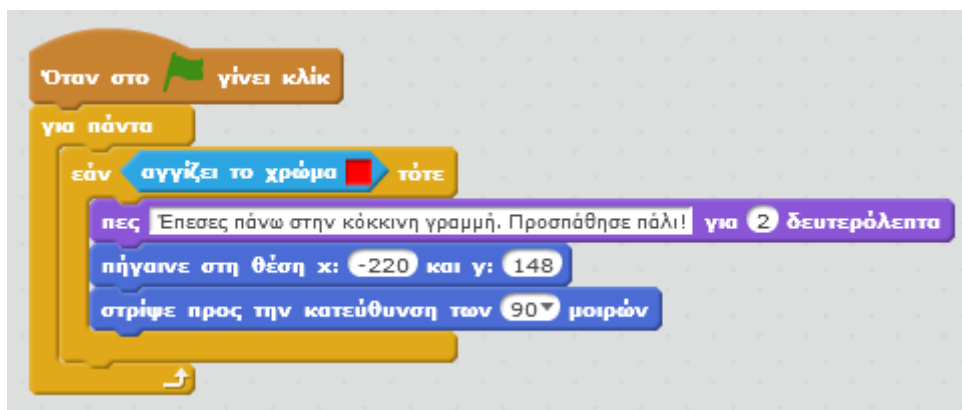 Όταν στο γίνει κλίκ
για πάντα
εάν αγγίζει το χρώμα τότε
πες Έπεσες πάνω στην κόκκινη γραμμή. Προσπάθησε πάλι! για 2 δευτερόλεπτα
πήγαινε στη θέση x: -220 και y: 148
στρίψε προς την κατεύθυνση των 90 μοιρών